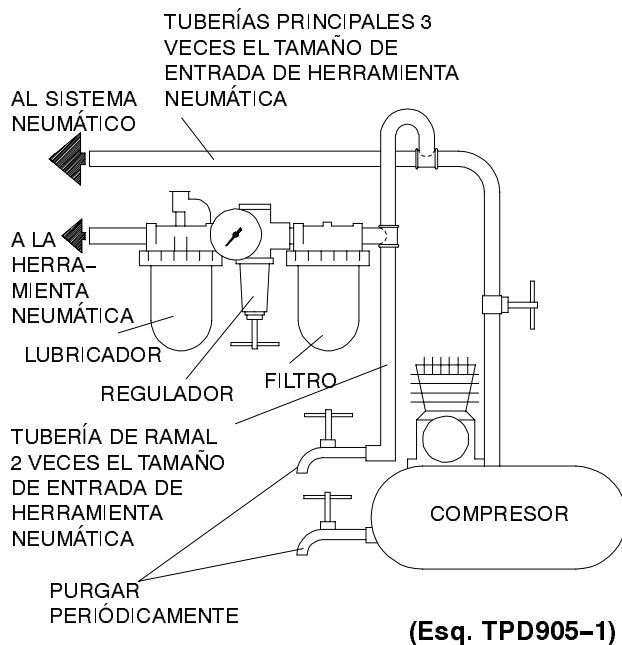 TUBERÍAS PRINCIPALES 3
VECES EL TAMAÑO DE
ENTRADA DE HERRAMIENTA
NEUMÁTICA
AL SISTEMA
NEUMÁTICO
A LA
HERRA–
MIENTA
NEUMÁTICA
LUBRICADOR
REGULADOR
FILTRO
TUBERÍA DE RAMAL
2 VECES EL TAMAÑO
DE ENTRADA DE
HERRAMIENTA
NEUMÁTICA
COMPRESOR
PURGAR
PERIÓDICAMENTE
(Esq. TPD905–1)